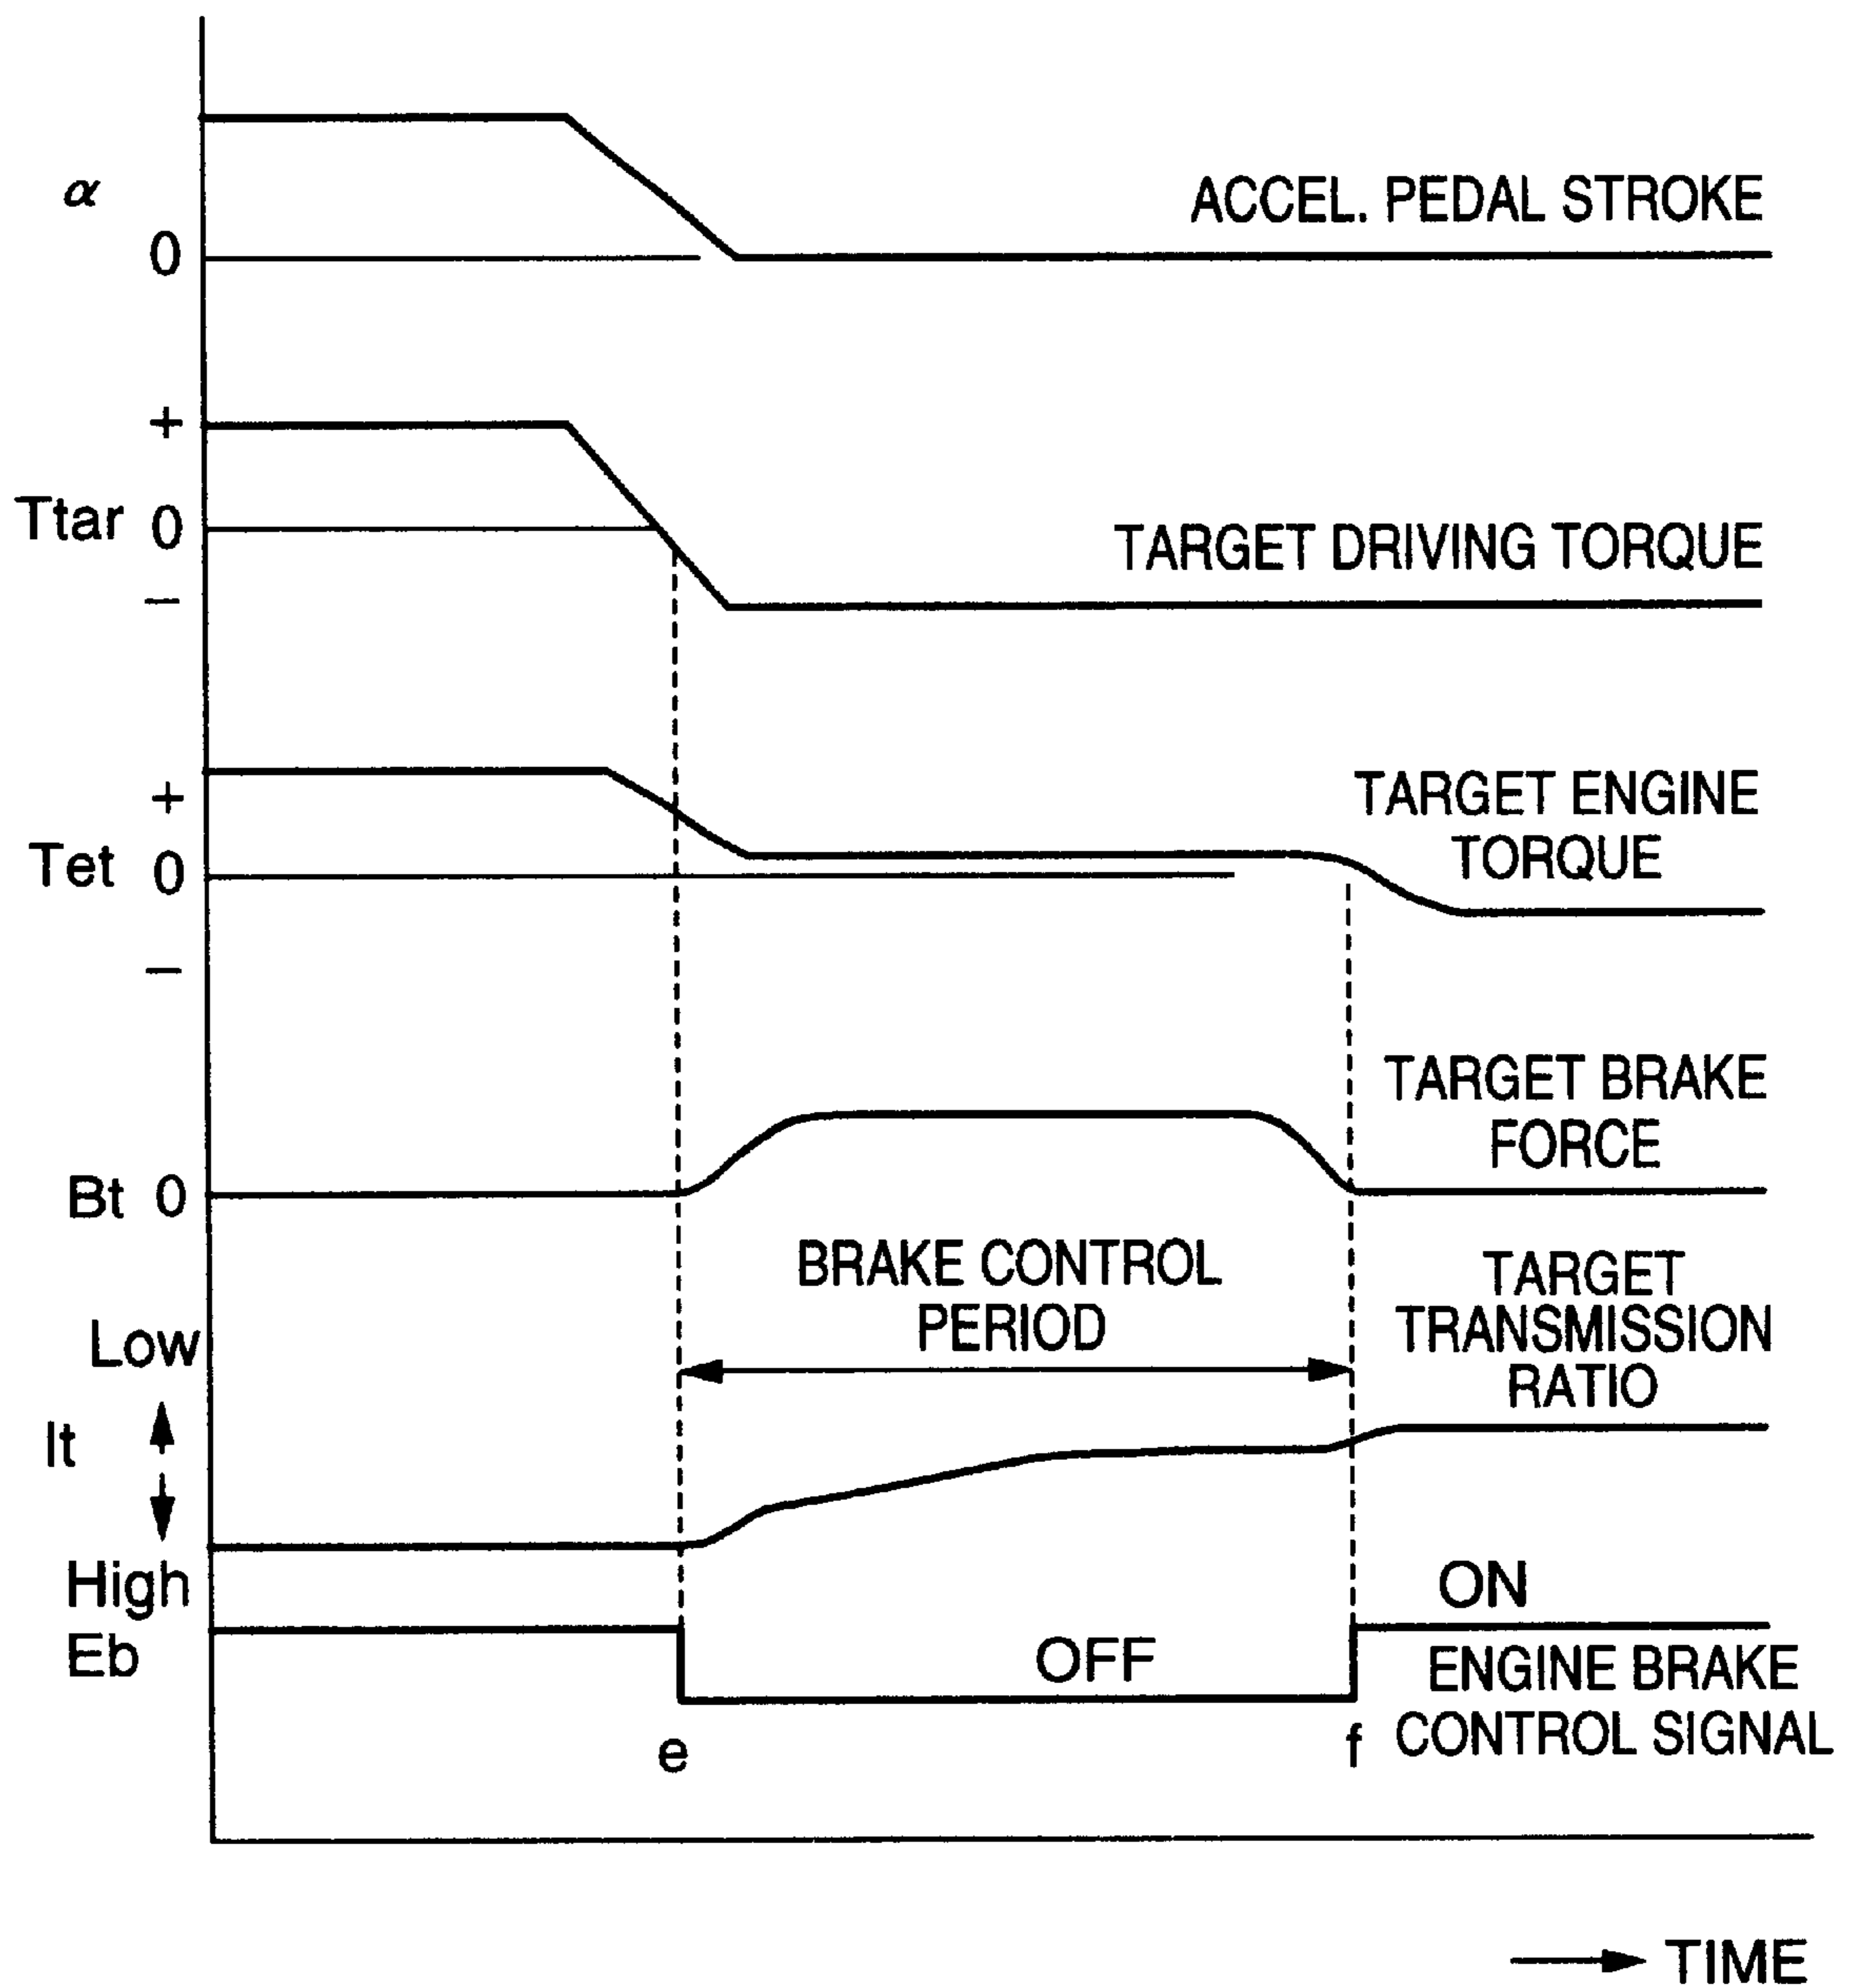 α
0
ACCEL. PEDAL STROKE
+
Ttar 0
−
TARGET DRIVING TORQUE
+
Tet 0
−
TARGET ENGINE
TORQUE
Bt 0
TARGET BRAKE
FORCE
BRAKE CONTROL
PERIOD
TARGET
TRANSMISSION
RATIO
Low
It
High
Eb
ON
OFF
ENGINE BRAKE
CONTROL SIGNAL
e
f
TIME